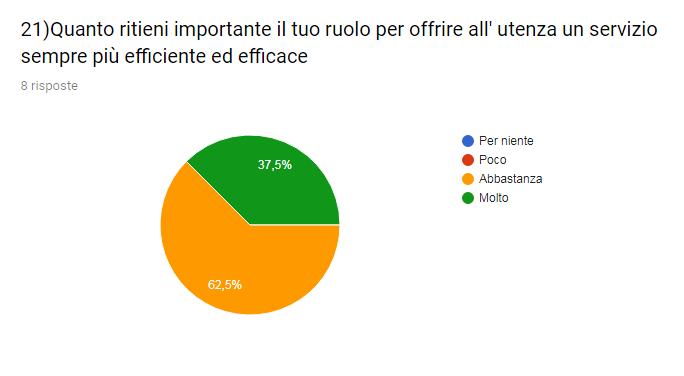 21)Quanto ritieni importante il tuo ruolo per offrire all' utenza un servizio
sempre più efficiente ed efficace
8 risposte
Per niente
Poco
Abbastanza
Molto
37,5%
62,5%